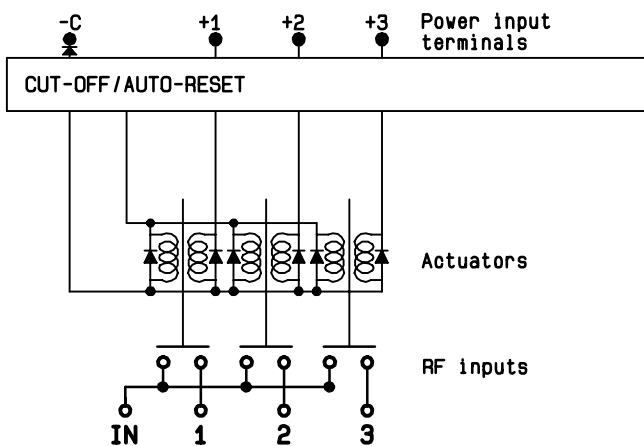 -C +1 +2 +3 Power input
terminals
CUT-OFF/AUTO-RESET
Actuators
RF inputs
IN 1 2 3